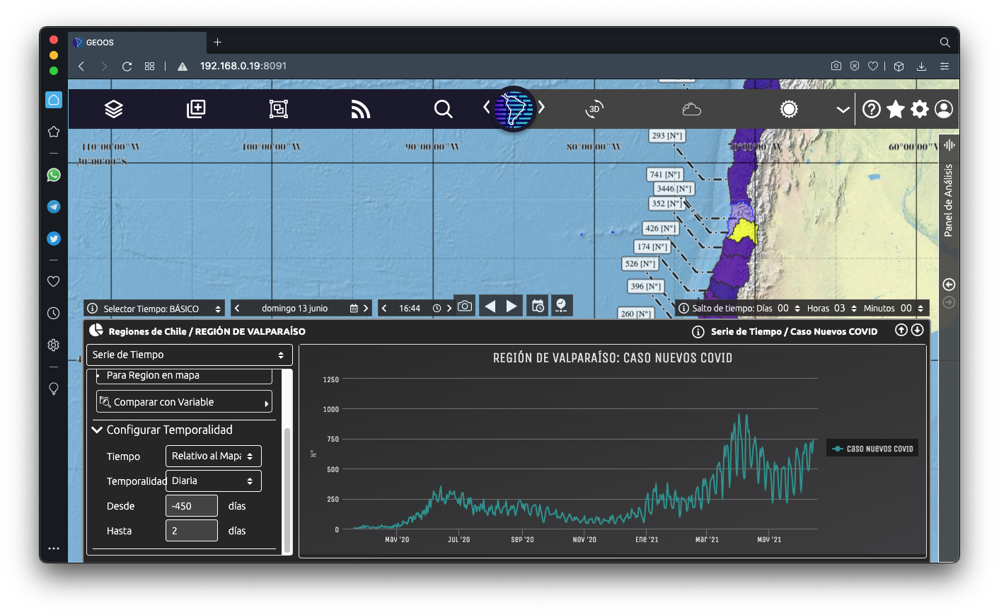 GEOOS
192.168.0.19:8091
3D
293 [N°]
110°00'00"W
100°00'00"W
90°00'00"W
80°00'00"W
70°00'00"W
60°00'00"W
30°00'00"S
741 [N°]
3446 [N°]
352 [N°]
426 [N°]
174 [N°]
526 [N°]
396 [N°]
260 [N°]
Panel de Análisis
Selector Tiempo: BÁSICO
domingo 13 junio
16:44
Salto de tiempo: Días 00 Horas 03 Minutos 00
Regiones de Chile / REGIÓN DE VALPARAÍSO
Serie de Tiempo / Caso Nuevos COVID
Serie de Tiempo
Para Region en mapa
Comparar con Variable
Configurar Temporalidad
Tiempo Relativo al Mapa
Temporalidad Diaria
Desde -450 días
Hasta 2 días
REGIÓN DE VALPARAÍSO: CASO NUEVOS COVID
1250
1000
750
500
250
0
N°
May '20 Jul '20 Sep '20 Nov '20 Ene '21 Mar '21 May '21
Caso Nuevos COVID